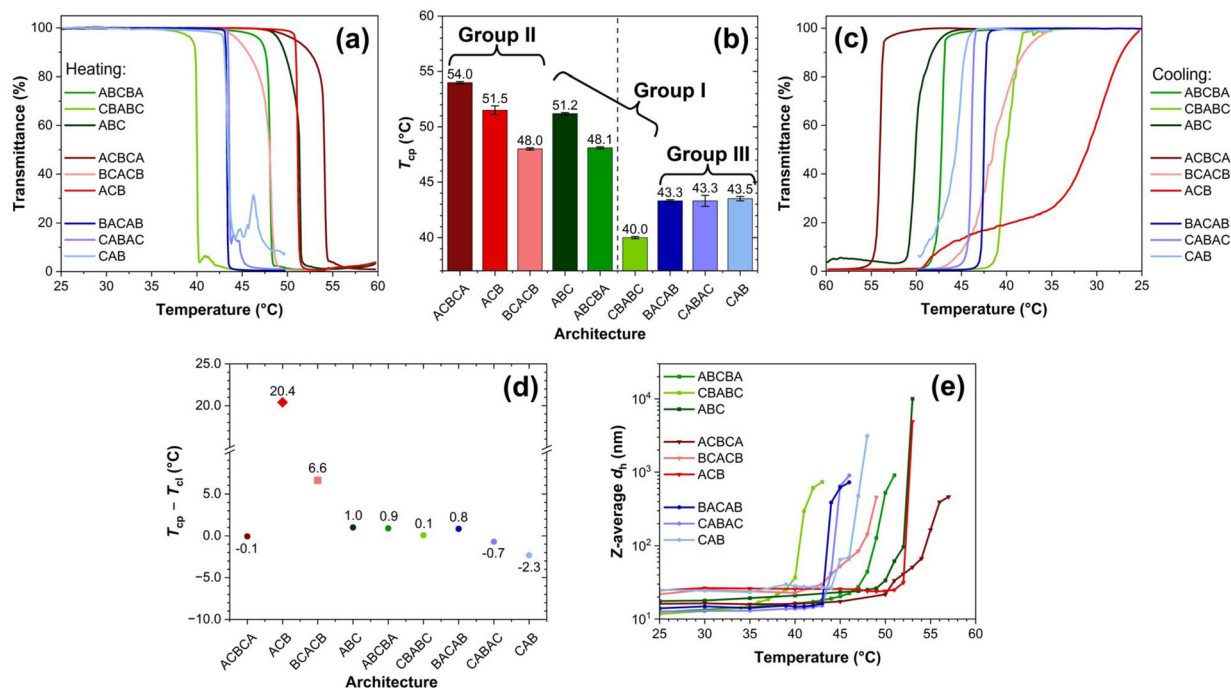 (a)
Transmittance (%)
100
80
60
40
20
0
Heating:
ABCBA
CBABC
ABC
ACBCA
BCACB
ACB
BACAB
CABAC
CAB
25 30 35 40 45 50 55 60
Temperature (°C)
(b)
Tcp (°C)
60
55
50
45
40
Group II
Group I
Group III
54.0
51.5
48.0
51.2
48.1
40.0
43.3
43.3
43.5
ACBCA
ACB
BCACB
ABC
ABCBA
CBABC
BACAB
CABAC
CAB
Architecture
(c)
Transmittance (%)
100
80
60
40
20
0
60 55 50 45 40 35 30 25
Temperature (°C)
Cooling:
ABCBA
CBABC
ABC
ACBCA
BCACB
ACB
BACAB
CABAC
CAB
(d)
Tcp − Tcl (°C)
25.0
20.0
5.0
0.0
-5.0
−10.0
-0.1
20.4
6.6
1.0
0.9
0.1
0.8
-0.7
-2.3
ACBCA
ACB
BCACB
ABC
ABCBA
CBABC
BACAB
CABAC
CAB
Architecture
(e)
Z-average dh (nm)
10⁴
10³
10²
10¹
ABCBA
CBABC
ABC
ACBCA
BCACB
ACB
BACAB
CABAC
CAB
25 30 35 40 45 50 55 60
Temperature (°C)